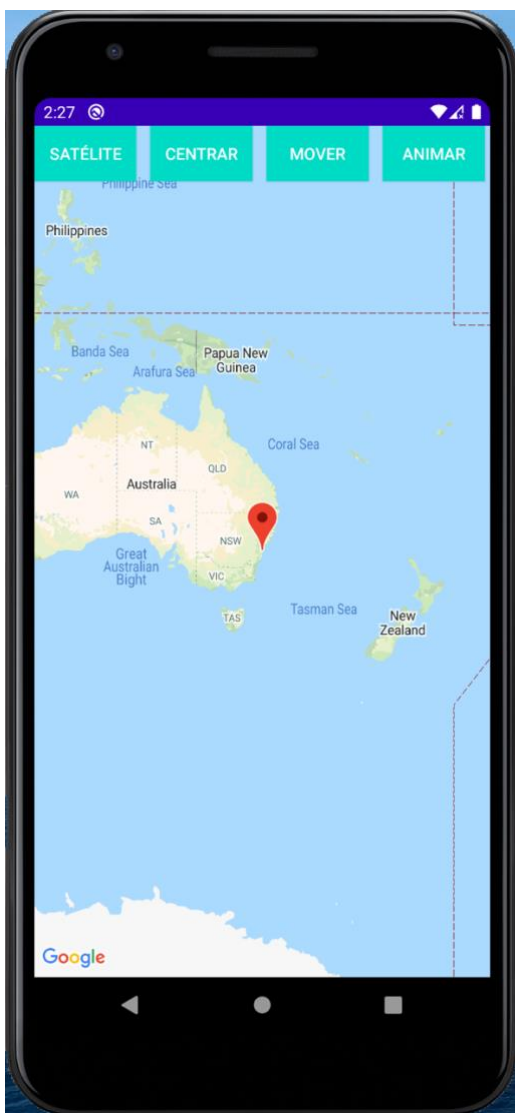 2:27
SATÉLITE CENTRAR MOVER ANIMAR
Philippine Sea
Philippines
Banda Sea
Papua New
Guinea
Arafura Sea
NT
Coral Sea
QLD
WA
Australia
SA
NSW
Great
Australian
Bight
VIC
TAS
Tasman Sea
New
Zealand
Google